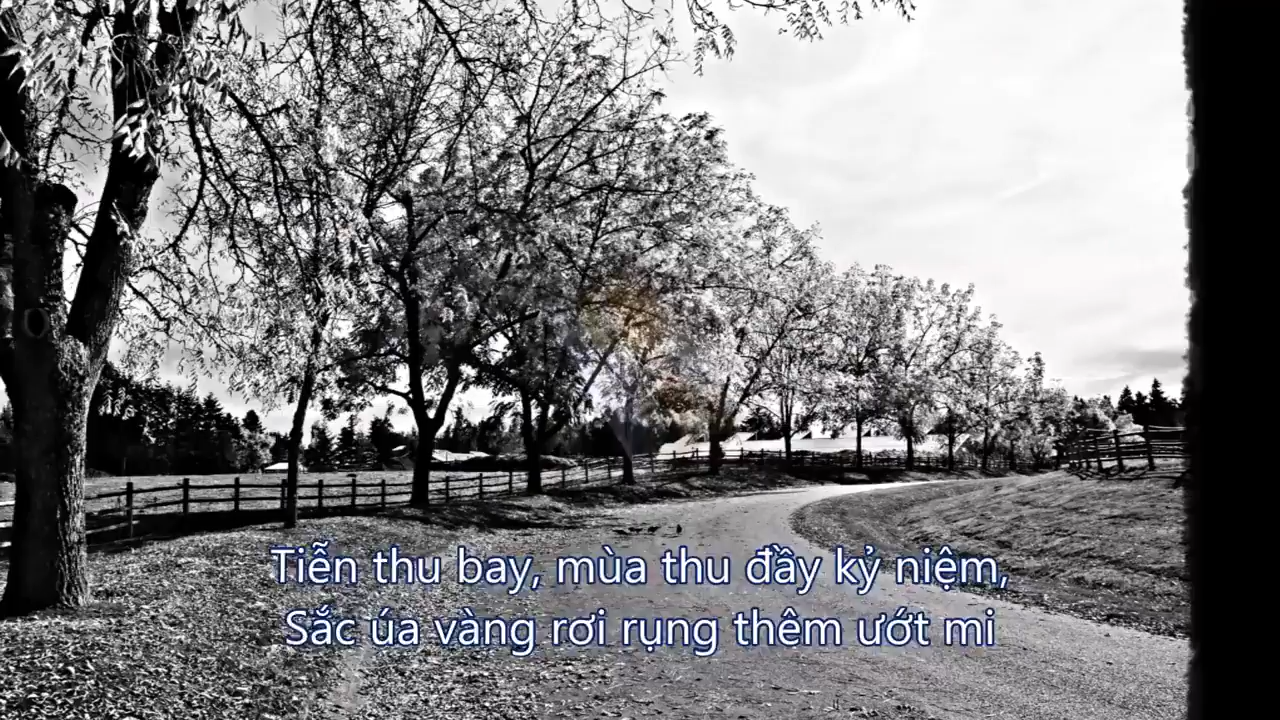 Tiễn thu bay, mùa thu đầy kỷ niệm,
Sắc úa vàng rơi rụng thêm ướt mi